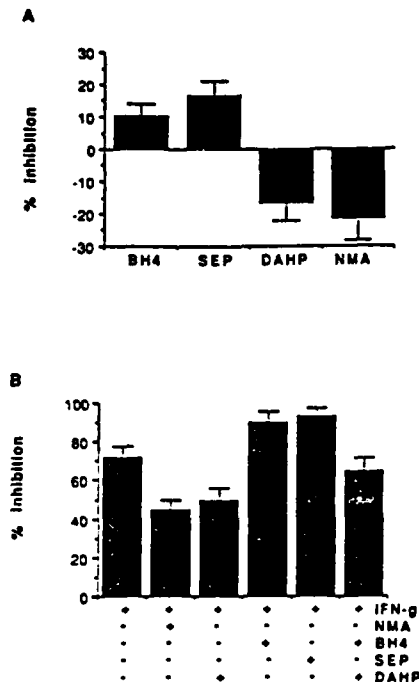 A
% inhibition
30
20
10
0
-10
-20
-30
BH4 SEP DAHP NMA
B
% inhibition
100
80
60
40
20
0
+ + + + + + IFN-g
- + - - - - NMA
- - - + - + BH4
- - - - + - SEP
- - + - - + DAHP